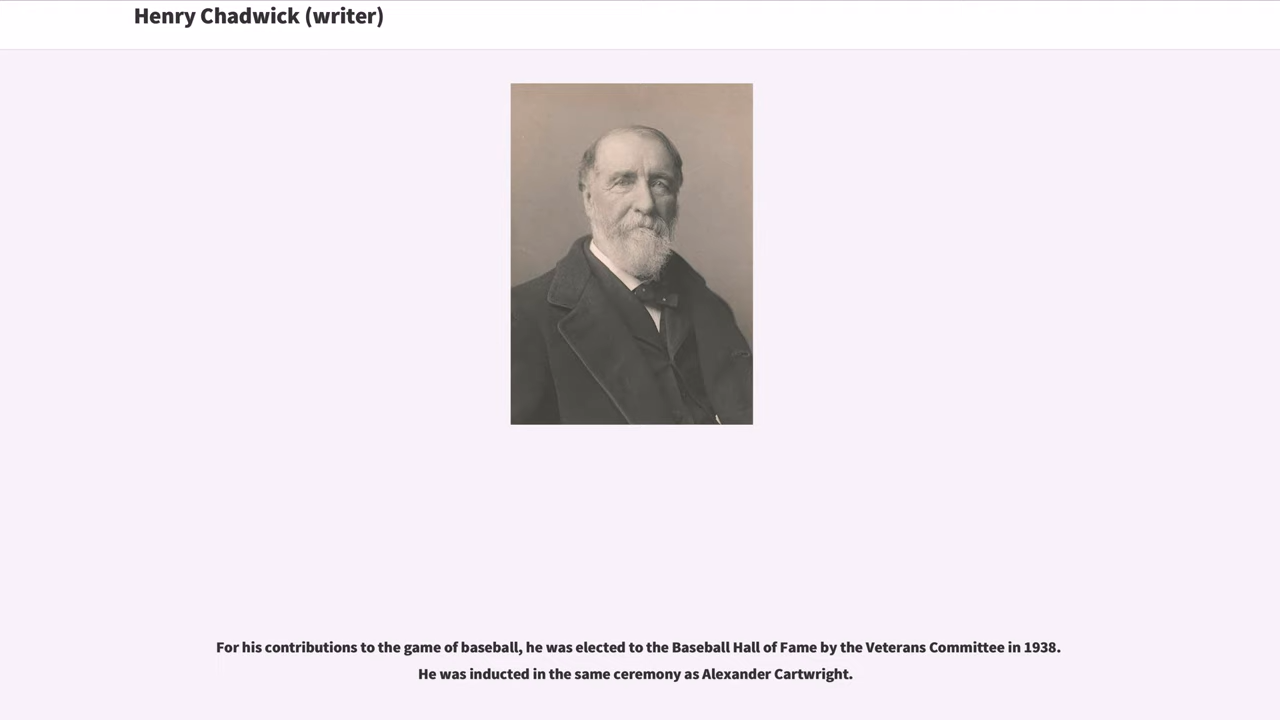 Henry Chadwick (writer)
For his contributions to the game of baseball, he was elected to the Baseball Hall of Fame by the Veterans Committee in 1938.
He was inducted in the same ceremony as Alexander Cartwright.